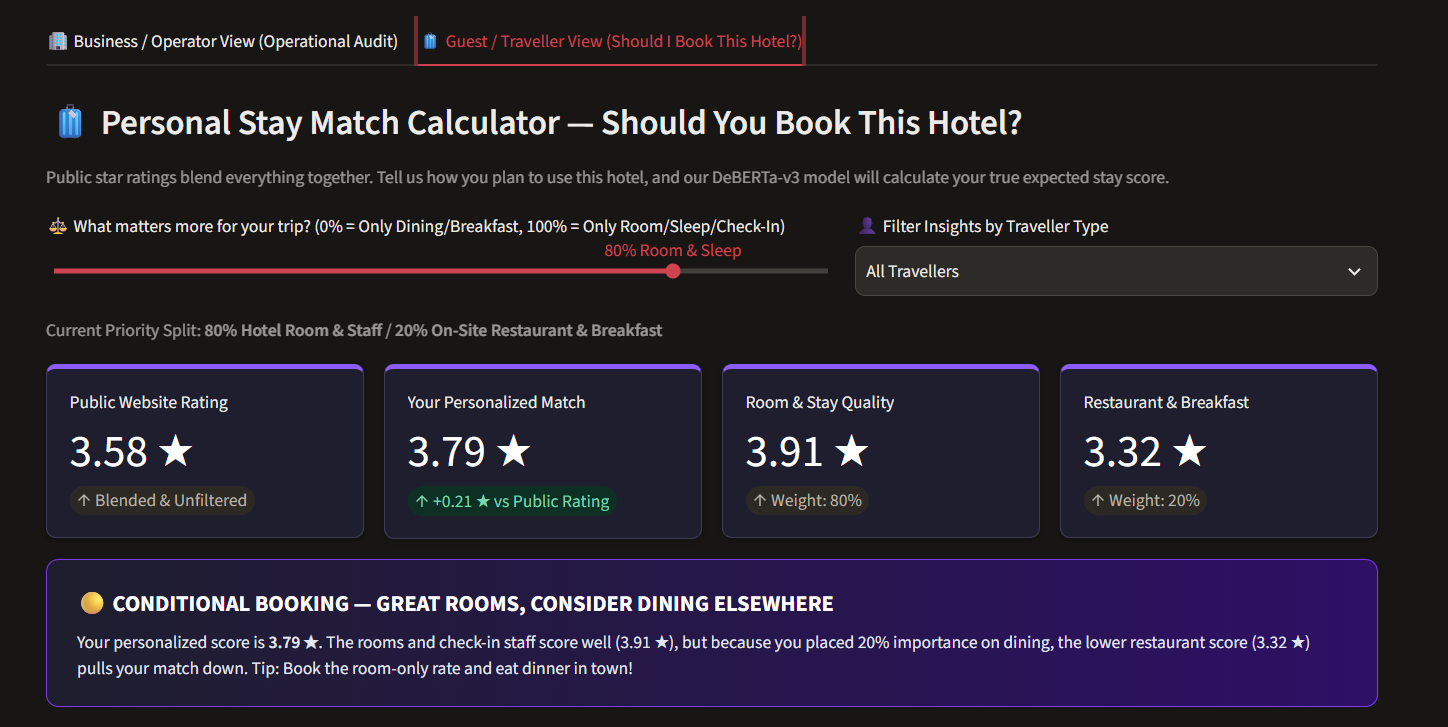 Business / Operator View (Operational Audit)
Guest / Traveller View (Should I Book This Hotel?)
Personal Stay Match Calculator — Should You Book This Hotel?
Public star ratings blend everything together. Tell us how you plan to use this hotel, and our DeBERTa-v3 model will calculate your true expected stay score.
What matters more for your trip? (0% = Only Dining/Breakfast, 100% = Only Room/Sleep/Check-In)
80% Room & Sleep
Filter Insights by Traveller Type
All Travellers
Current Priority Split: 80% Hotel Room & Staff / 20% On-Site Restaurant & Breakfast
Public Website Rating
3.58 ★
↑ Blended & Unfiltered
Your Personalized Match
3.79 ★
↑ +0.21 ★ vs Public Rating
Room & Stay Quality
3.91 ★
↑ Weight: 80%
Restaurant & Breakfast
3.32 ★
↑ Weight: 20%
CONDITIONAL BOOKING — GREAT ROOMS, CONSIDER DINING ELSEWHERE
Your personalized score is 3.79 ★. The rooms and check-in staff score well (3.91 ★), but because you placed 20% importance on dining, the lower restaurant score (3.32 ★)
pulls your match down. Tip: Book the room-only rate and eat dinner in town!